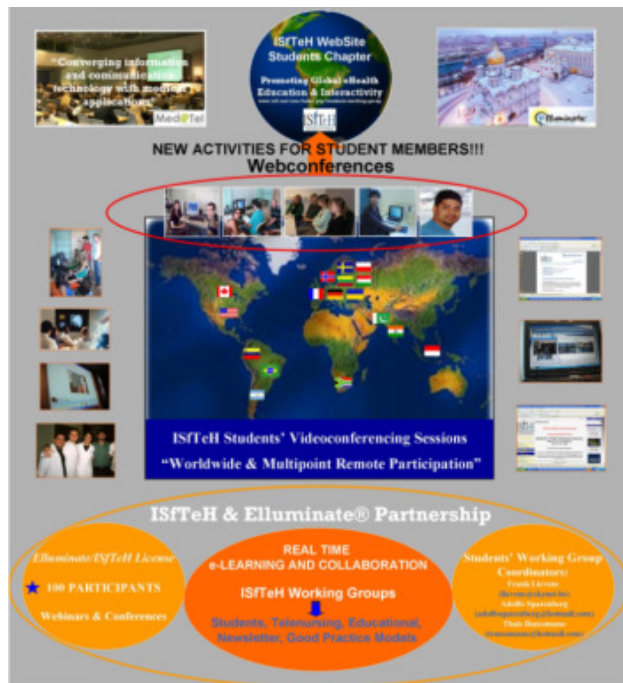 "Converging information
and communication
technology with medical
applications"
Med@Tel
ISfTeH WebSite
Students Chapter
Promoting Global eHealth
Education & Interactivity
ISfTeH
Elluminate
NEW ACTIVITIES FOR STUDENT MEMBERS!!!
Webconferences
ISfTeH Students' Videoconferencing Sessions
"Worldwide & Multipoint Remote Participation"
ISfTeH & Elluminate® Partnership
Elluminate/ISfTeH License
100 PARTICIPANTS
Webinars & Conferences
REAL TIME
e-LEARNING AND COLLABORATION
ISfTeH Working Groups
Students, Telenursing, Educational,
Newsletter, Good Practice Models
Students' Working Group
Coordinators:
Frank Lievens
Adolfo Sparenberg